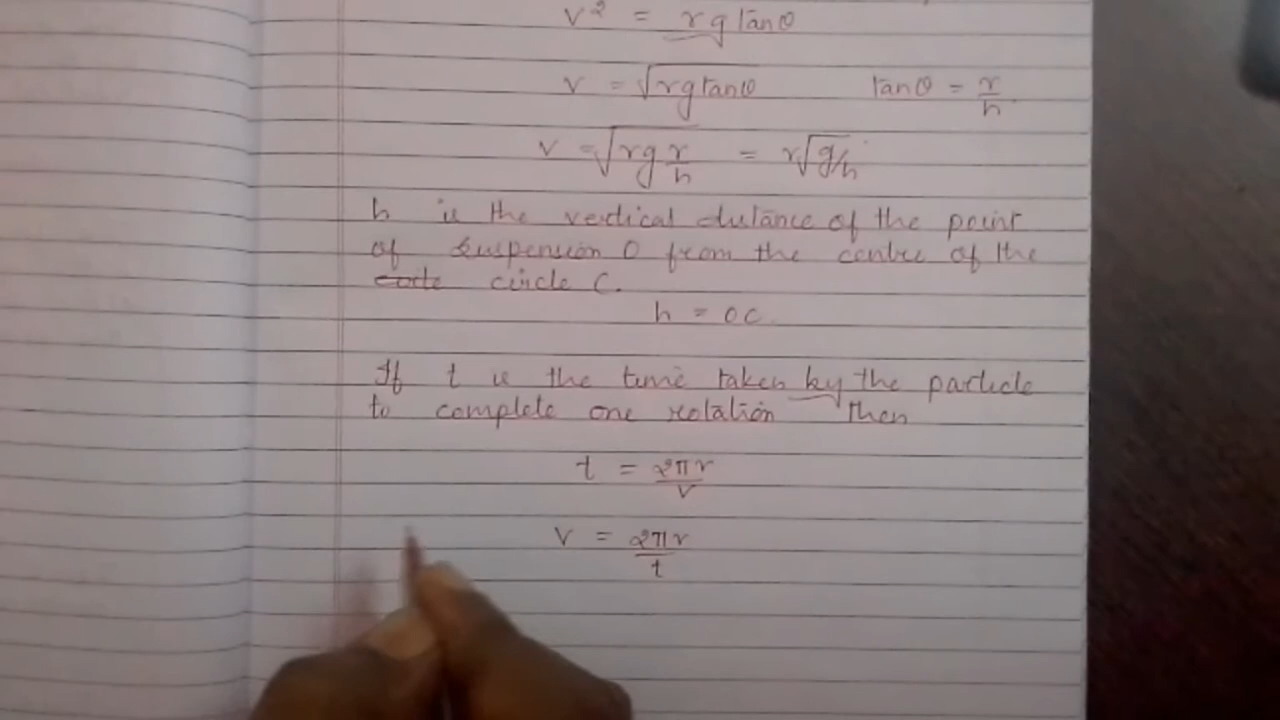 v² = rg tanθ
v = √rg tanθ tanθ = r/h
v = √rg r/h = r√g/h
h is the vertical distance of the point
of suspension O from the centre of the
circle C.
h = OC
If t is the time taken by the particle
to complete one rotation then
t = 2πr/v
v = 2πr/t